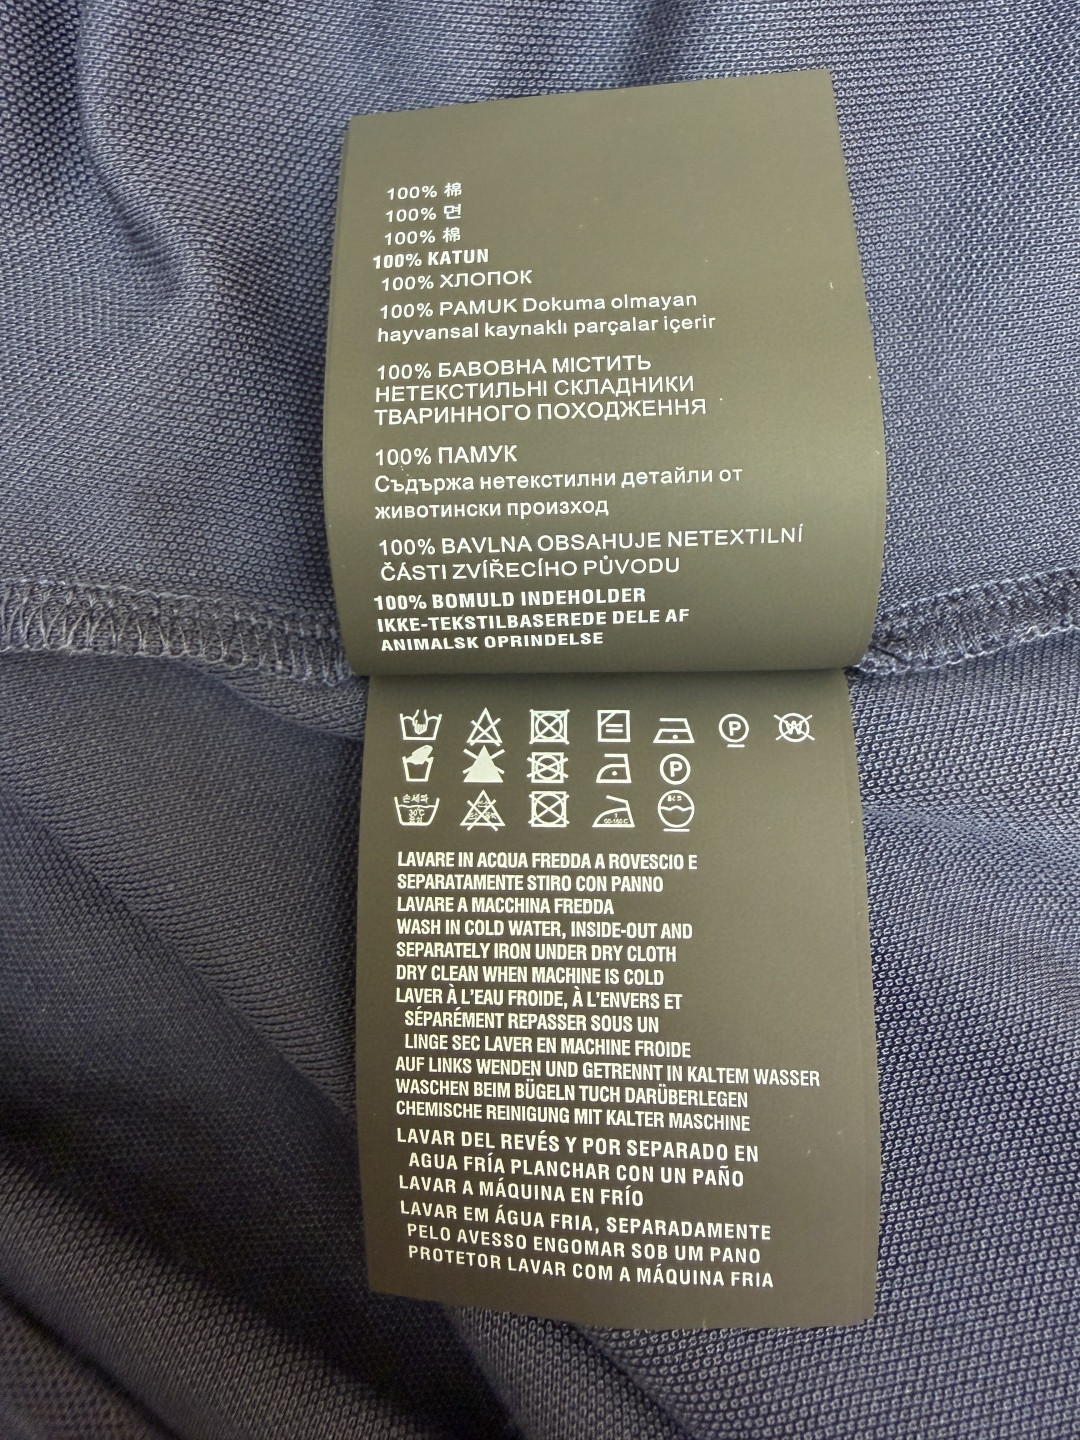 100% 棉
100% 면
100% 棉
100% KATUN
100% ХЛОПОК
100% PAMUK Dokuma olmayan
hayvansal kaynaklı parçalar içerir
100% БАВОВНА МІСТИТЬ
НЕТЕКСТИЛЬНІ СКЛАДНИКИ
ТВАРИННОГО ПОХОДЖЕННЯ
100% ПАМУК
Съдържа нетекстилни детайли от
животински произход
100% BAVLNA OBSAHUJE NETEXTILNÍ
ČÁSTI ZVÍŘECÍHO PŮVODU
100% BOMULD INDEHOLDER
IKKE-TEKSTILBASEREDE DELE AF
ANIMALSK OPRINDELSE
P W
P
손세탁
30°C
중성
LAVARE IN ACQUA FREDDA A ROVESCIO E
SEPARATAMENTE STIRO CON PANNO
LAVARE A MACCHINA FREDDA
WASH IN COLD WATER, INSIDE-OUT AND
SEPARATELY IRON UNDER DRY CLOTH
DRY CLEAN WHEN MACHINE IS COLD
LAVER À L'EAU FROIDE, À L'ENVERS ET
SÉPARÉMENT REPASSER SOUS UN
LINGE SEC LAVER EN MACHINE FROIDE
AUF LINKS WENDEN UND GETRENNT IN KALTEM WASSER
WASCHEN BEIM BÜGELN TUCH DARÜBERLEGEN
CHEMISCHE REINIGUNG MIT KALTER MASCHINE
LAVAR DEL REVÉS Y POR SEPARADO EN
AGUA FRÍA PLANCHAR CON UN PAÑO
LAVAR A MÁQUINA EN FRÍO
LAVAR EM ÁGUA FRIA, SEPARADAMENTE
PELO AVESSO ENGOMAR SOB UM PANO
PROTETOR LAVAR COM A MÁQUINA FRIA